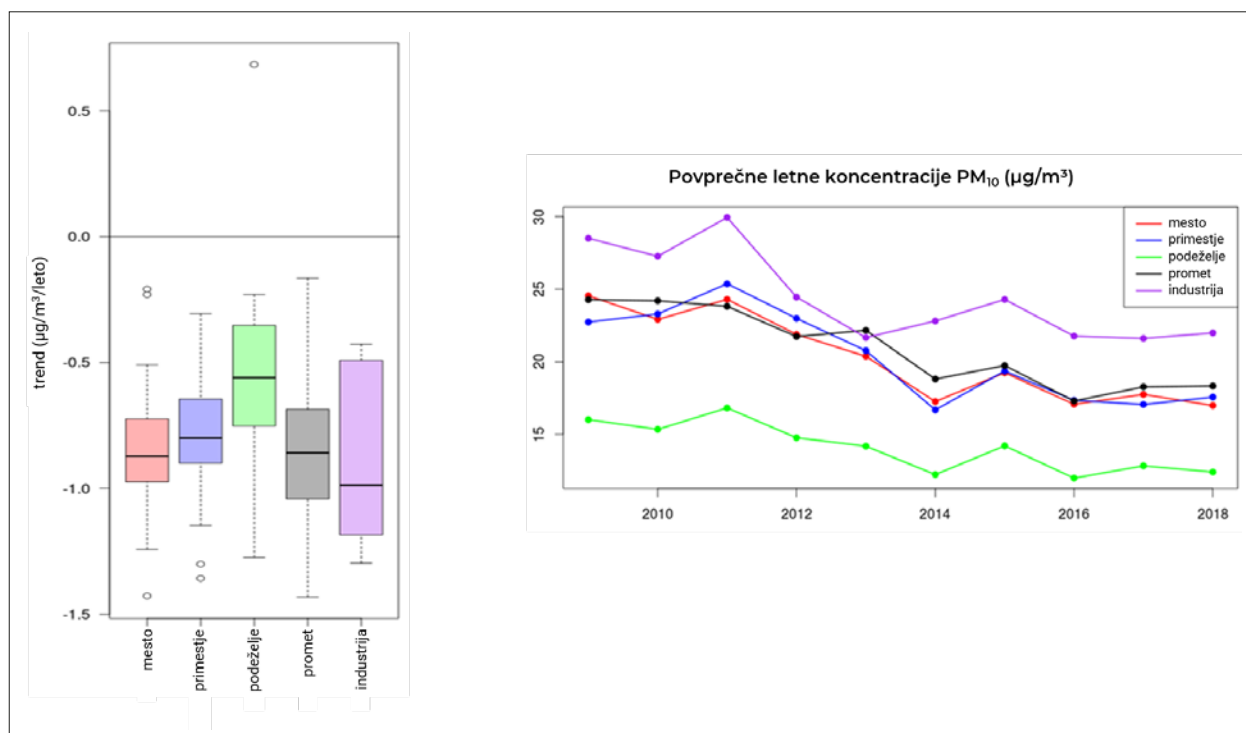 0.5
0.0
-0.5
-1.0
-1.5
trend (μg/m³/leto)
mesto
primestje
podeželje
promet
industrija
Povprečne letne koncentracije PM₁₀ (μg/m³)
30
25
20
15
mesto
primestje
podeželje
promet
industrija
2010
2012
2014
2016
2018